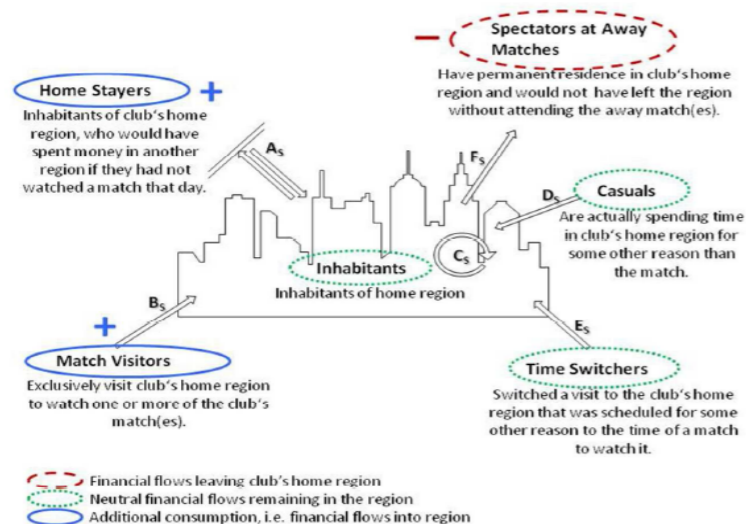 Spectators at Away
Matches
Have permanent residence in club's home
region and would not have left the region
without attending the away match(es).
Home Stayers
Inhabitants of club's home
region, who would have
spent money in another
region if they had not
watched a match that day.
+
−
AS
FS
DS
Casuals
Are actually spending time
in club's home region for
some other reason than
the match.
CS
Inhabitants
Inhabitants of home region
BS
+
Match Visitors
Exclusively visit club's home region
to watch one or more of the club's
match(es).
ES
Time Switchers
Switched a visit to the club's home
region that was scheduled for some
other reason to the time of a match
to watch it.
Financial flows leaving club's home region
Neutral financial flows remaining in the region
Additional consumption, i.e. financial flows into region